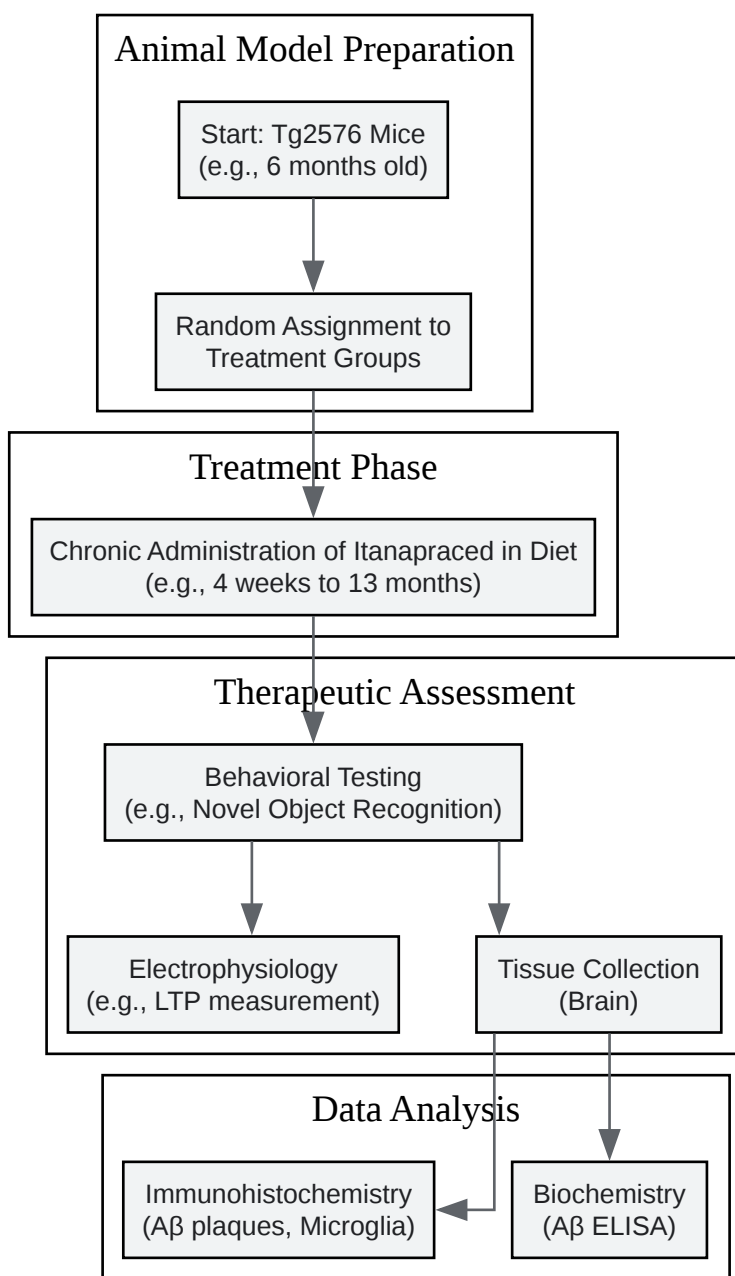 Animal Model Preparation
Start: Tg2576 Mice
(e.g., 6 months old)
Random Assignment to
Treatment Groups
Treatment Phase
Chronic Administration of Itanapraced in Diet
(e.g., 4 weeks to 13 months)
Therapeutic Assessment
Behavioral Testing
(e.g., Novel Object Recognition)
Electrophysiology
(e.g., LTP measurement)
Tissue Collection
(Brain)
Data Analysis
Immunohistochemistry
(Aβ plaques, Microglia)
Biochemistry
(Aβ ELISA)